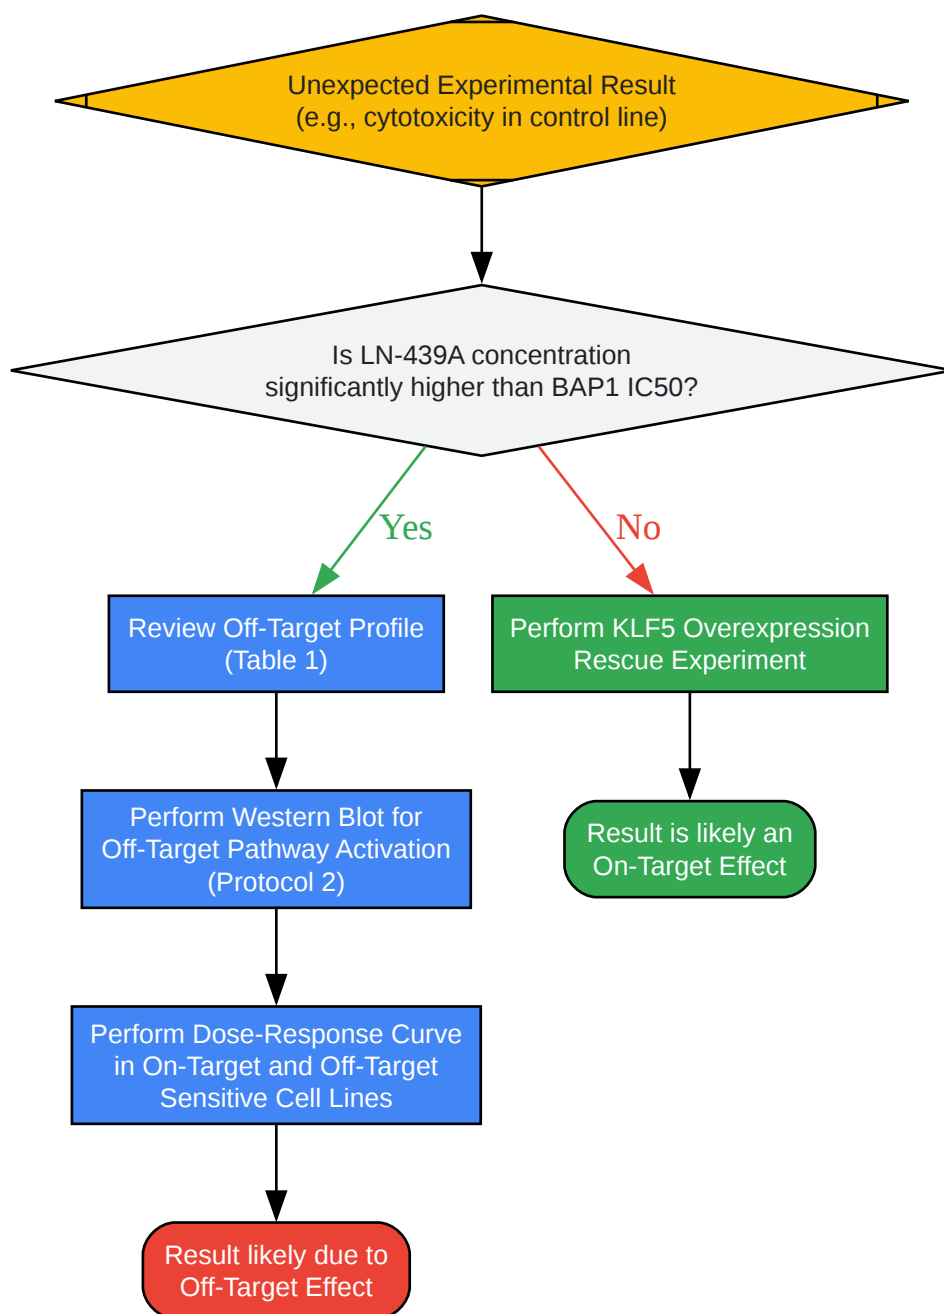 Unexpected Experimental Result
(e.g., cytotoxicity in control line)
Is LN-439A concentration
significantly higher than BAP1 IC50?
Yes
No
Review Off-Target Profile
(Table 1)
Perform KLF5 Overexpression
Rescue Experiment
Perform Western Blot for
Off-Target Pathway Activation
(Protocol 2)
Result is likely an
On-Target Effect
Perform Dose-Response Curve
in On-Target and Off-Target
Sensitive Cell Lines
Result likely due to
Off-Target Effect